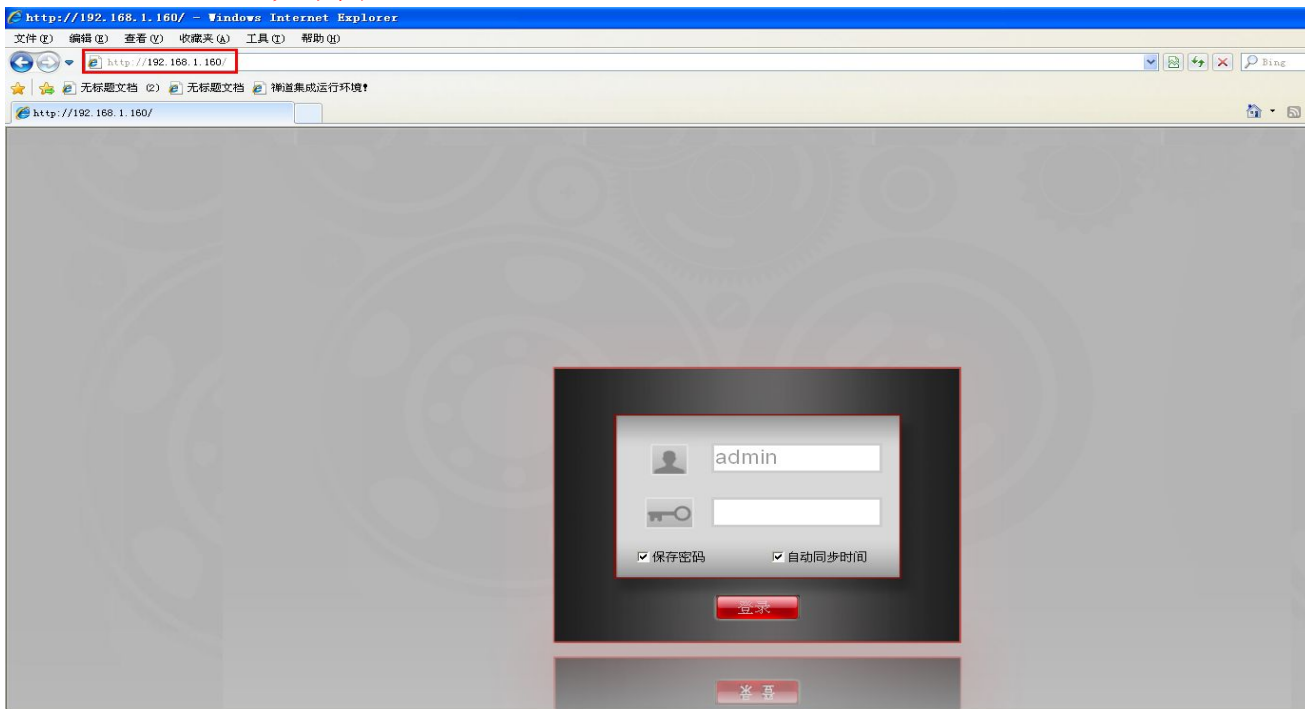 http://192.168.1.160/ - Windows Internet Explorer
文件(F) 编辑(E) 查看(V) 收藏夹(A) 工具(T) 帮助(H)
http://192.168.1.160/ Bing
无标题文档 (2) 无标题文档 禅道集成运行环境!
http://192.168.1.160/
admin
保存密码 自动同步时间
登录
登录